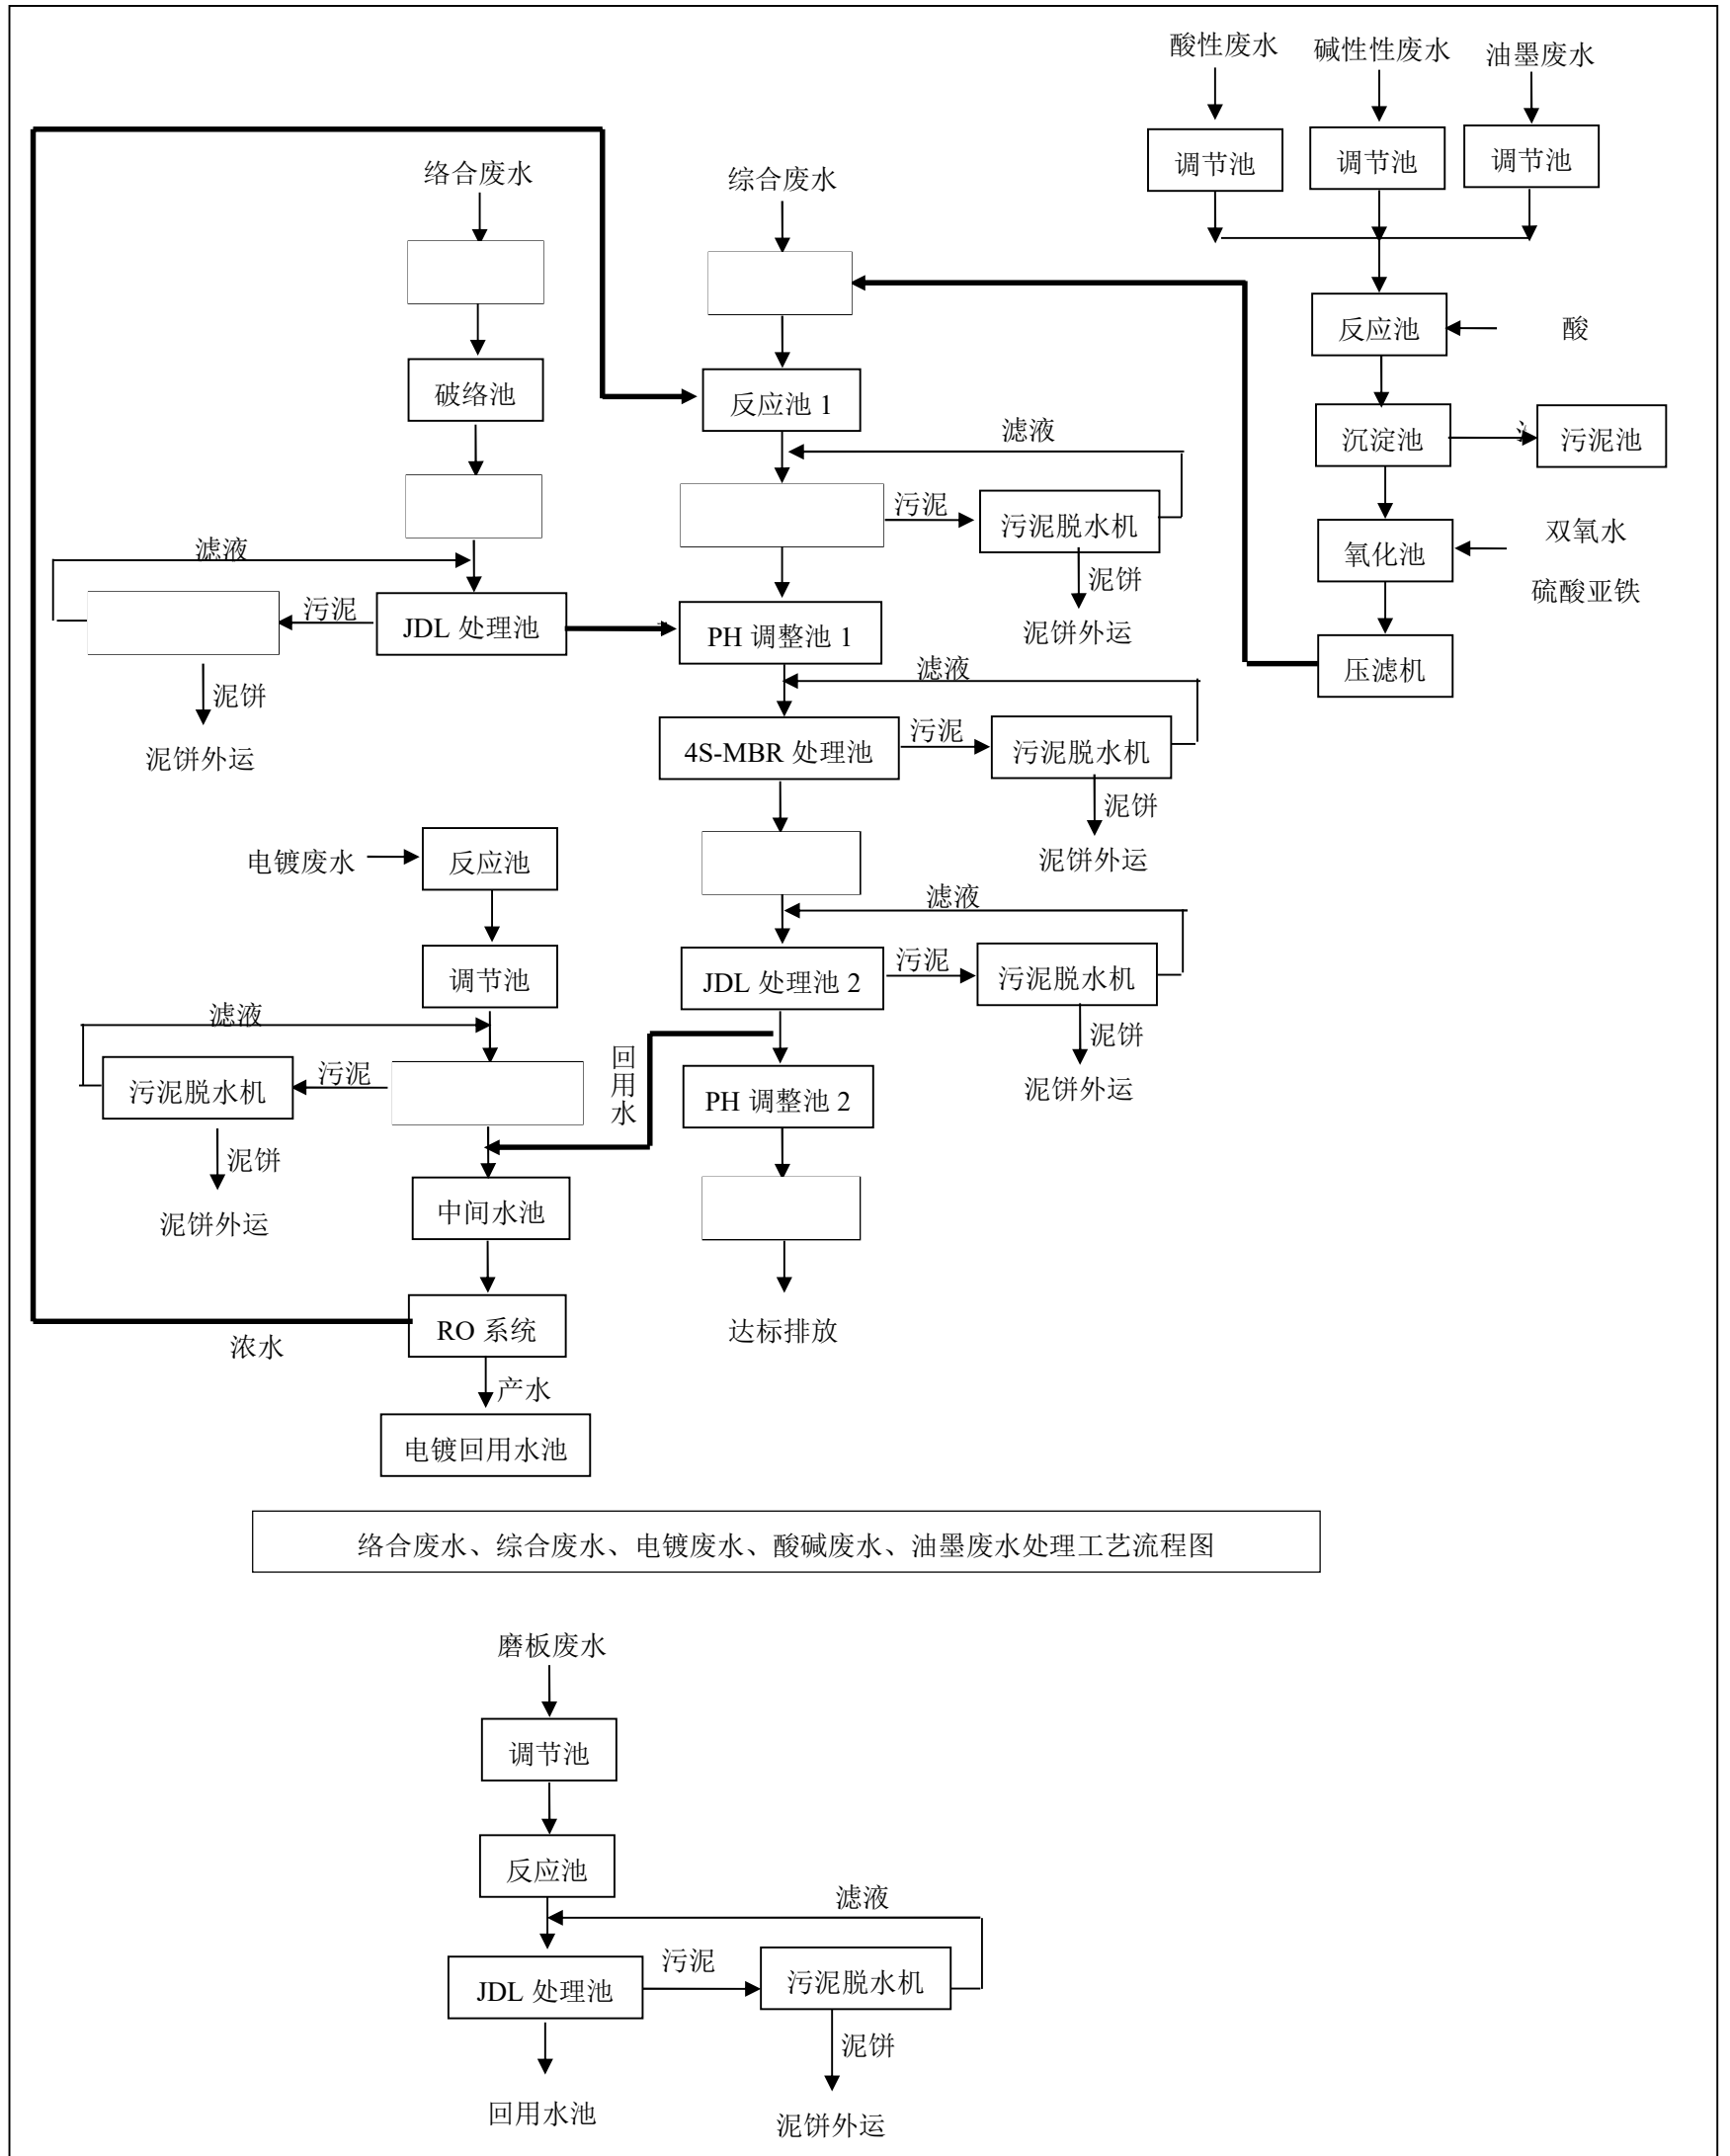 酸性废水
碱性性废水
油墨废水
调节池
调节池
调节池
络合废水
综合废水
反应池
酸
破络池
反应池 1
滤液
沉淀池
污泥池
污泥
污泥脱水机
双氧水
氧化池
硫酸亚铁
滤液
泥饼
污泥
JDL 处理池
PH 调整池 1
泥饼外运
滤液
压滤机
泥饼
泥饼外运
4S-MBR 处理池
污泥
污泥脱水机
泥饼
泥饼外运
电镀废水
反应池
滤液
调节池
JDL 处理池 2
污泥
污泥脱水机
滤液
泥饼
回用水
污泥脱水机
污泥
PH 调整池 2
泥饼外运
泥饼
泥饼外运
中间水池
RO 系统
浓水
达标排放
产水
电镀回用水池
络合废水、综合废水、电镀废水、酸碱废水、油墨废水处理工艺流程图
磨板废水
调节池
反应池
滤液
JDL 处理池
污泥
污泥脱水机
泥饼
回用水池
泥饼外运